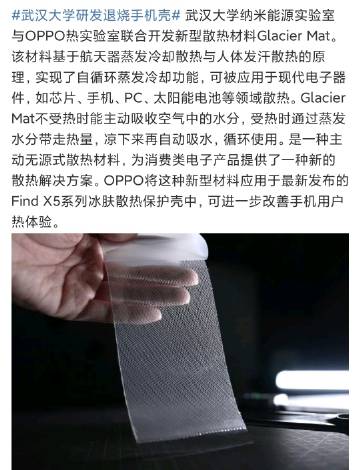 #武汉大学研发退烧手机壳# 武汉大学纳米能源实验室
与OPPO热实验室联合开发新型散热材料Glacier Mat。
该材料基于航天器蒸发冷却散热与人体发汗散热的原
理，实现了自循环蒸发冷却功能，可被应用于现代电子器
件，如芯片、手机、PC、太阳能电池等领域散热。Glacier
Mat不受热时能主动吸收空气中的水分，受热时通过蒸发
水分带走热量，凉下来再自动吸水，循环使用。是一种主
动无源式散热材料，为消费类电子产品提供了一种新的
散热解决方案。OPPO将这种新型材料应用于最新发布的
Find X5系列冰肤散热保护壳中，可进一步改善手机用户
热体验。